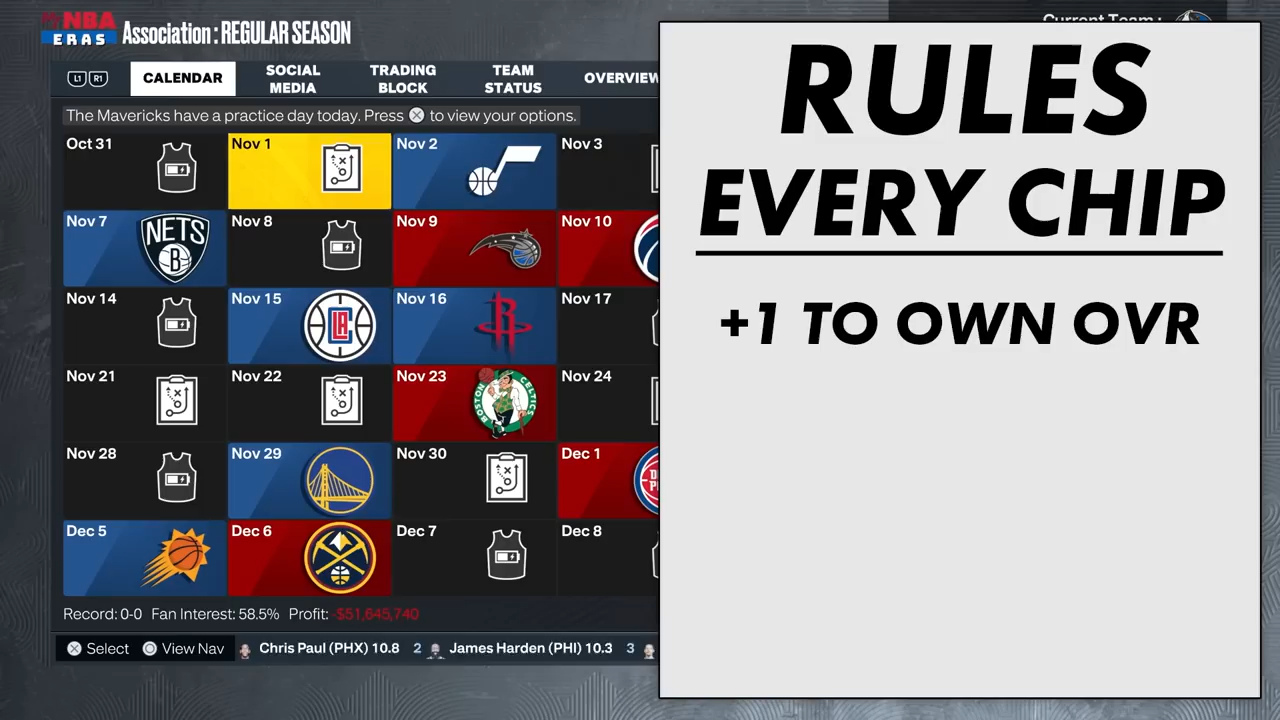 NBA
ERAS
Association : REGULAR SEASON
Current Team :
L1 R1
CALENDAR
SOCIAL
MEDIA
TRADING
BLOCK
TEAM
STATUS
OVERVIEW
The Mavericks have a practice day today. Press ⓧ to view your options.
Oct 31
Nov 1
Nov 2
Nov 3
Nov 7
NETS
B
Nov 8
Nov 9
Nov 10
Nov 14
Nov 15
LA
Nov 16
R
Nov 17
Nov 21
Nov 22
Nov 23
BOSTON
CELTICS
Nov 24
Nov 28
Nov 29
Nov 30
Dec 1
Dec 5
Dec 6
Dec 7
Dec 8
Record: 0-0 Fan Interest: 58.5% Profit: -$51,645,740
Select View Nav Chris Paul (PHX) 10.8 2 James Harden (PHI) 10.3 3
RULES
EVERY CHIP
+1 TO OWN OVR